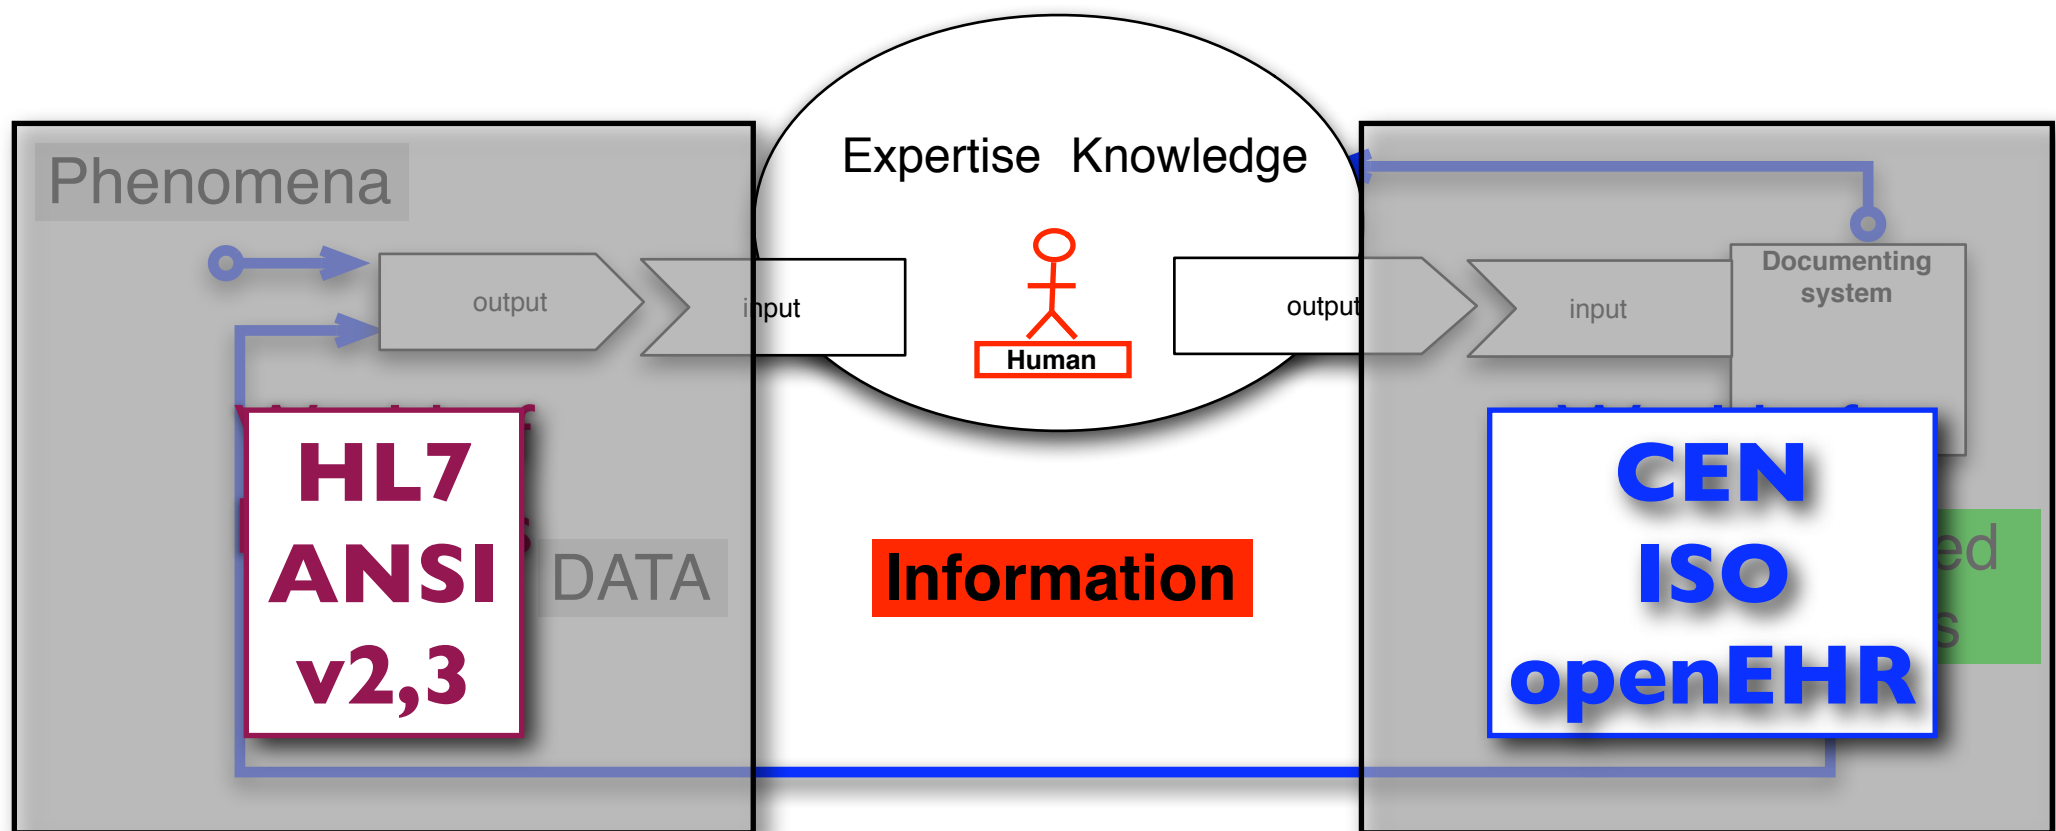 Expertise Knowledge
Phenomena
output
input
Human
output
input
Documenting
system
HL7
ANSI
v2,3
DATA
Information
CEN
ISO
openEHR